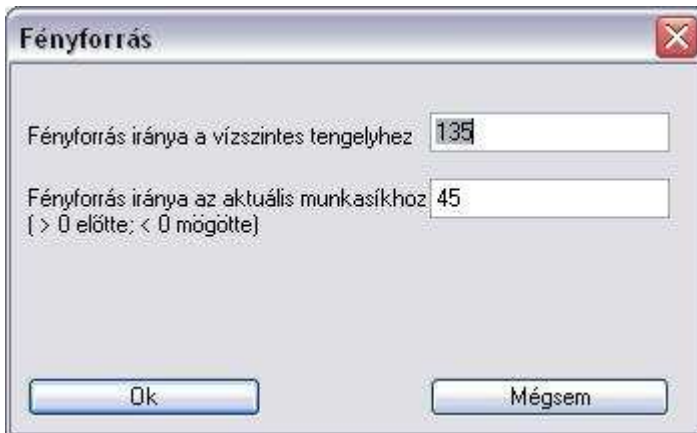 Fényforrás
Fényforrás iránya a vízszintes tengelyhez 135
Fényforrás iránya az aktuális munkasíkhoz 45
( > 0 előtte; < 0 mögötte)
Ok Mégsem